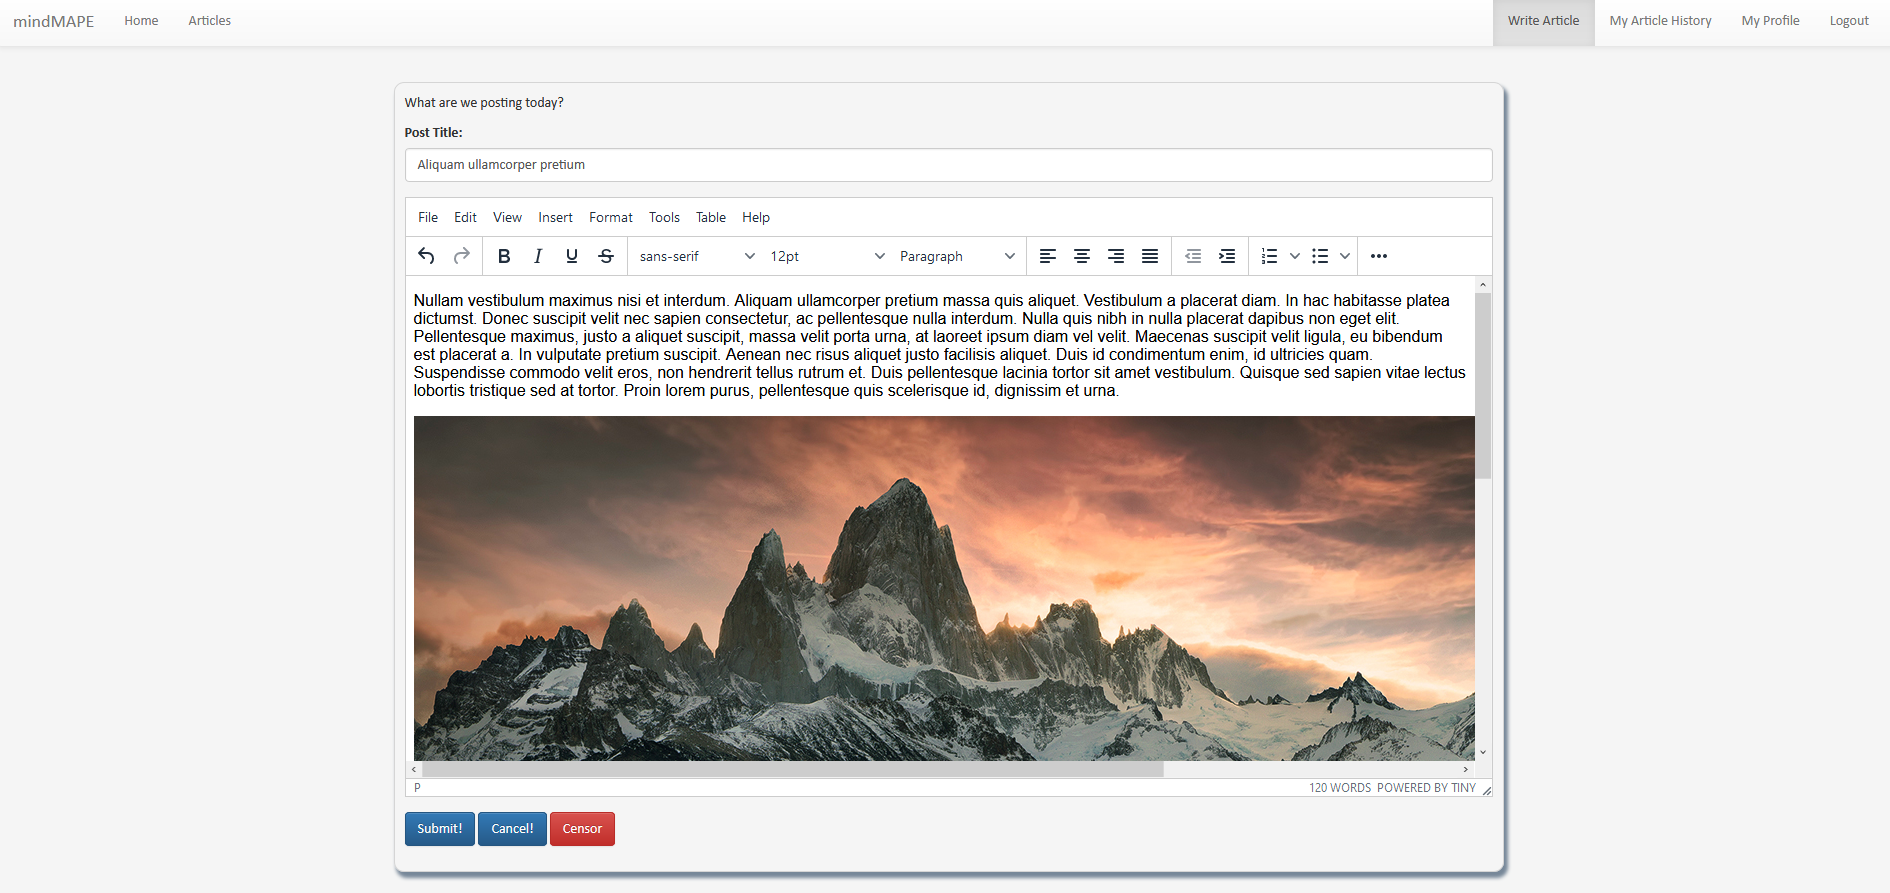 mindMAPE Home Articles Write Article My Article History My Profile Logout
What are we posting today?
Post Title:
Aliquam ullamcorper pretium
File Edit View Insert Format Tools Table Help
B I U S sans-serif 12pt Paragraph
Nullam vestibulum maximus nisi et interdum. Aliquam ullamcorper pretium massa quis aliquet. Vestibulum a placerat diam. In hac habitasse platea
dictumst. Donec suscipit velit nec sapien consectetur, ac pellentesque nulla interdum. Nulla quis nibh in nulla placerat dapibus non eget elit.
Pellentesque maximus, justo a aliquet suscipit, massa velit porta urna, at laoreet ipsum diam vel velit. Maecenas suscipit velit ligula, eu bibendum
est placerat a. In vulputate pretium suscipit. Aenean nec risus aliquet justo facilisis aliquet. Duis id condimentum enim, id ultricies quam.
Suspendisse commodo velit eros, non hendrerit tellus rutrum et. Duis pellentesque lacinia tortor sit amet vestibulum. Quisque sed sapien vitae lectus
lobortis tristique sed at tortor. Proin lorem purus, pellentesque quis scelerisque id, dignissim et urna.
P 120 WORDS POWERED BY TINY
Submit! Cancel! Censor